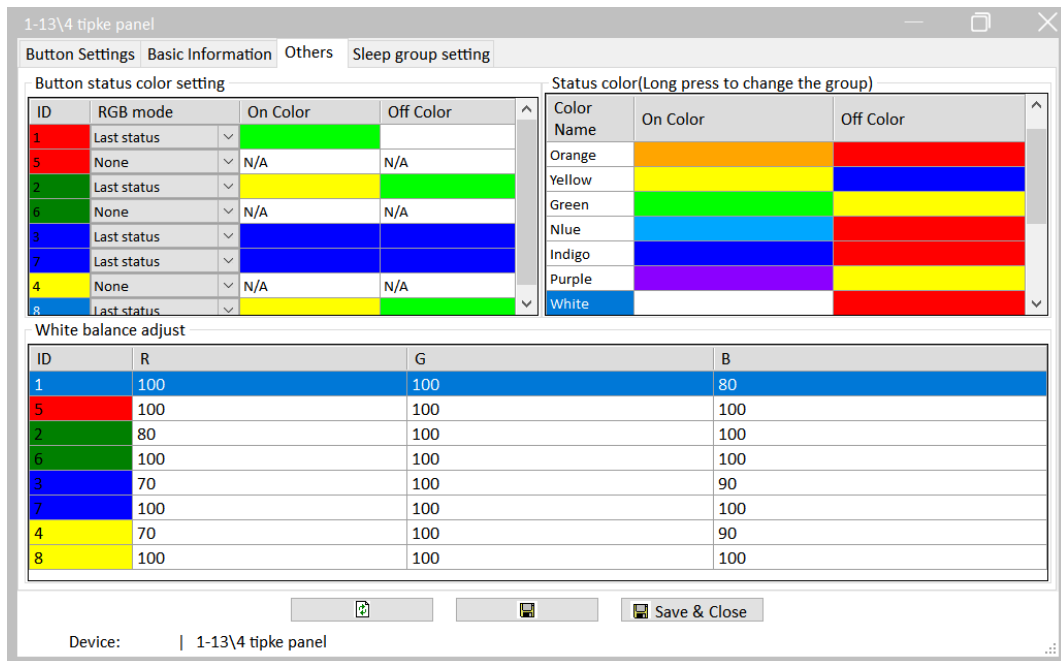 1-13\4 tipke panel
Button Settings Basic Information Others Sleep group setting
Button status color setting
ID RGB mode On Color Off Color
1 Last status
5 None N/A N/A
2 Last status
6 None N/A N/A
3 Last status
7 Last status
4 None N/A N/A
8 Last status
Status color(Long press to change the group)
Color Name On Color Off Color
Orange
Yellow
Green
Nlue
Indigo
Purple
White
White balance adjust
ID R G B
1 100 100 80
5 100 100 100
2 80 100 100
6 100 100 100
3 70 100 90
7 100 100 100
4 70 100 90
8 100 100 100
Save & Close
Device: | 1-13\4 tipke panel